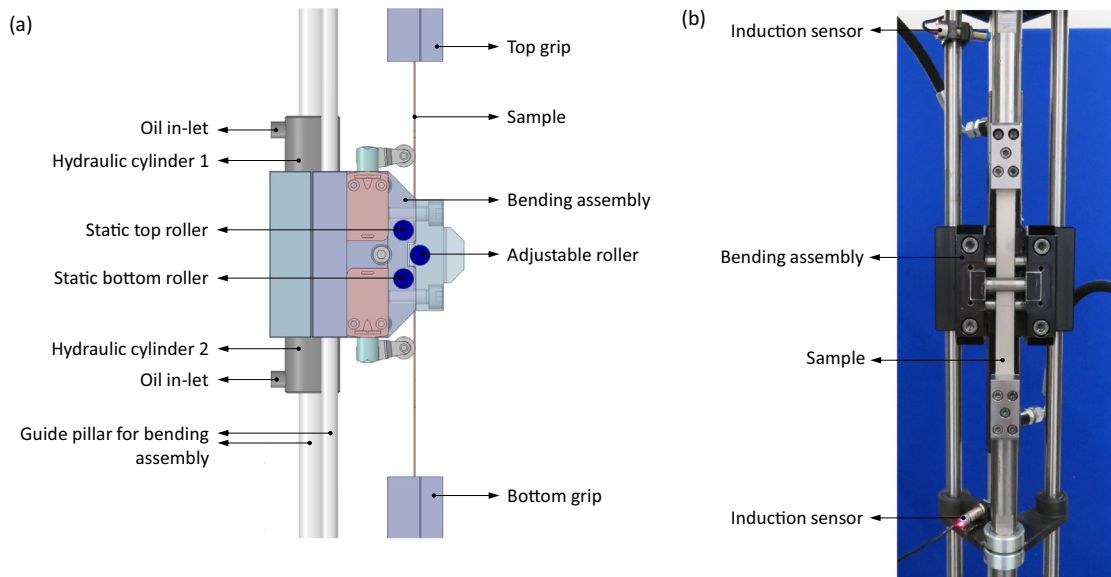 (a)
Top grip
Sample
Oil in-let
Hydraulic cylinder 1
Bending assembly
Static top roller
Adjustable roller
Static bottom roller
Hydraulic cylinder 2
Oil in-let
Guide pillar for bending
assembly
Bottom grip
(b)
Induction sensor
Bending assembly
Sample
Induction sensor